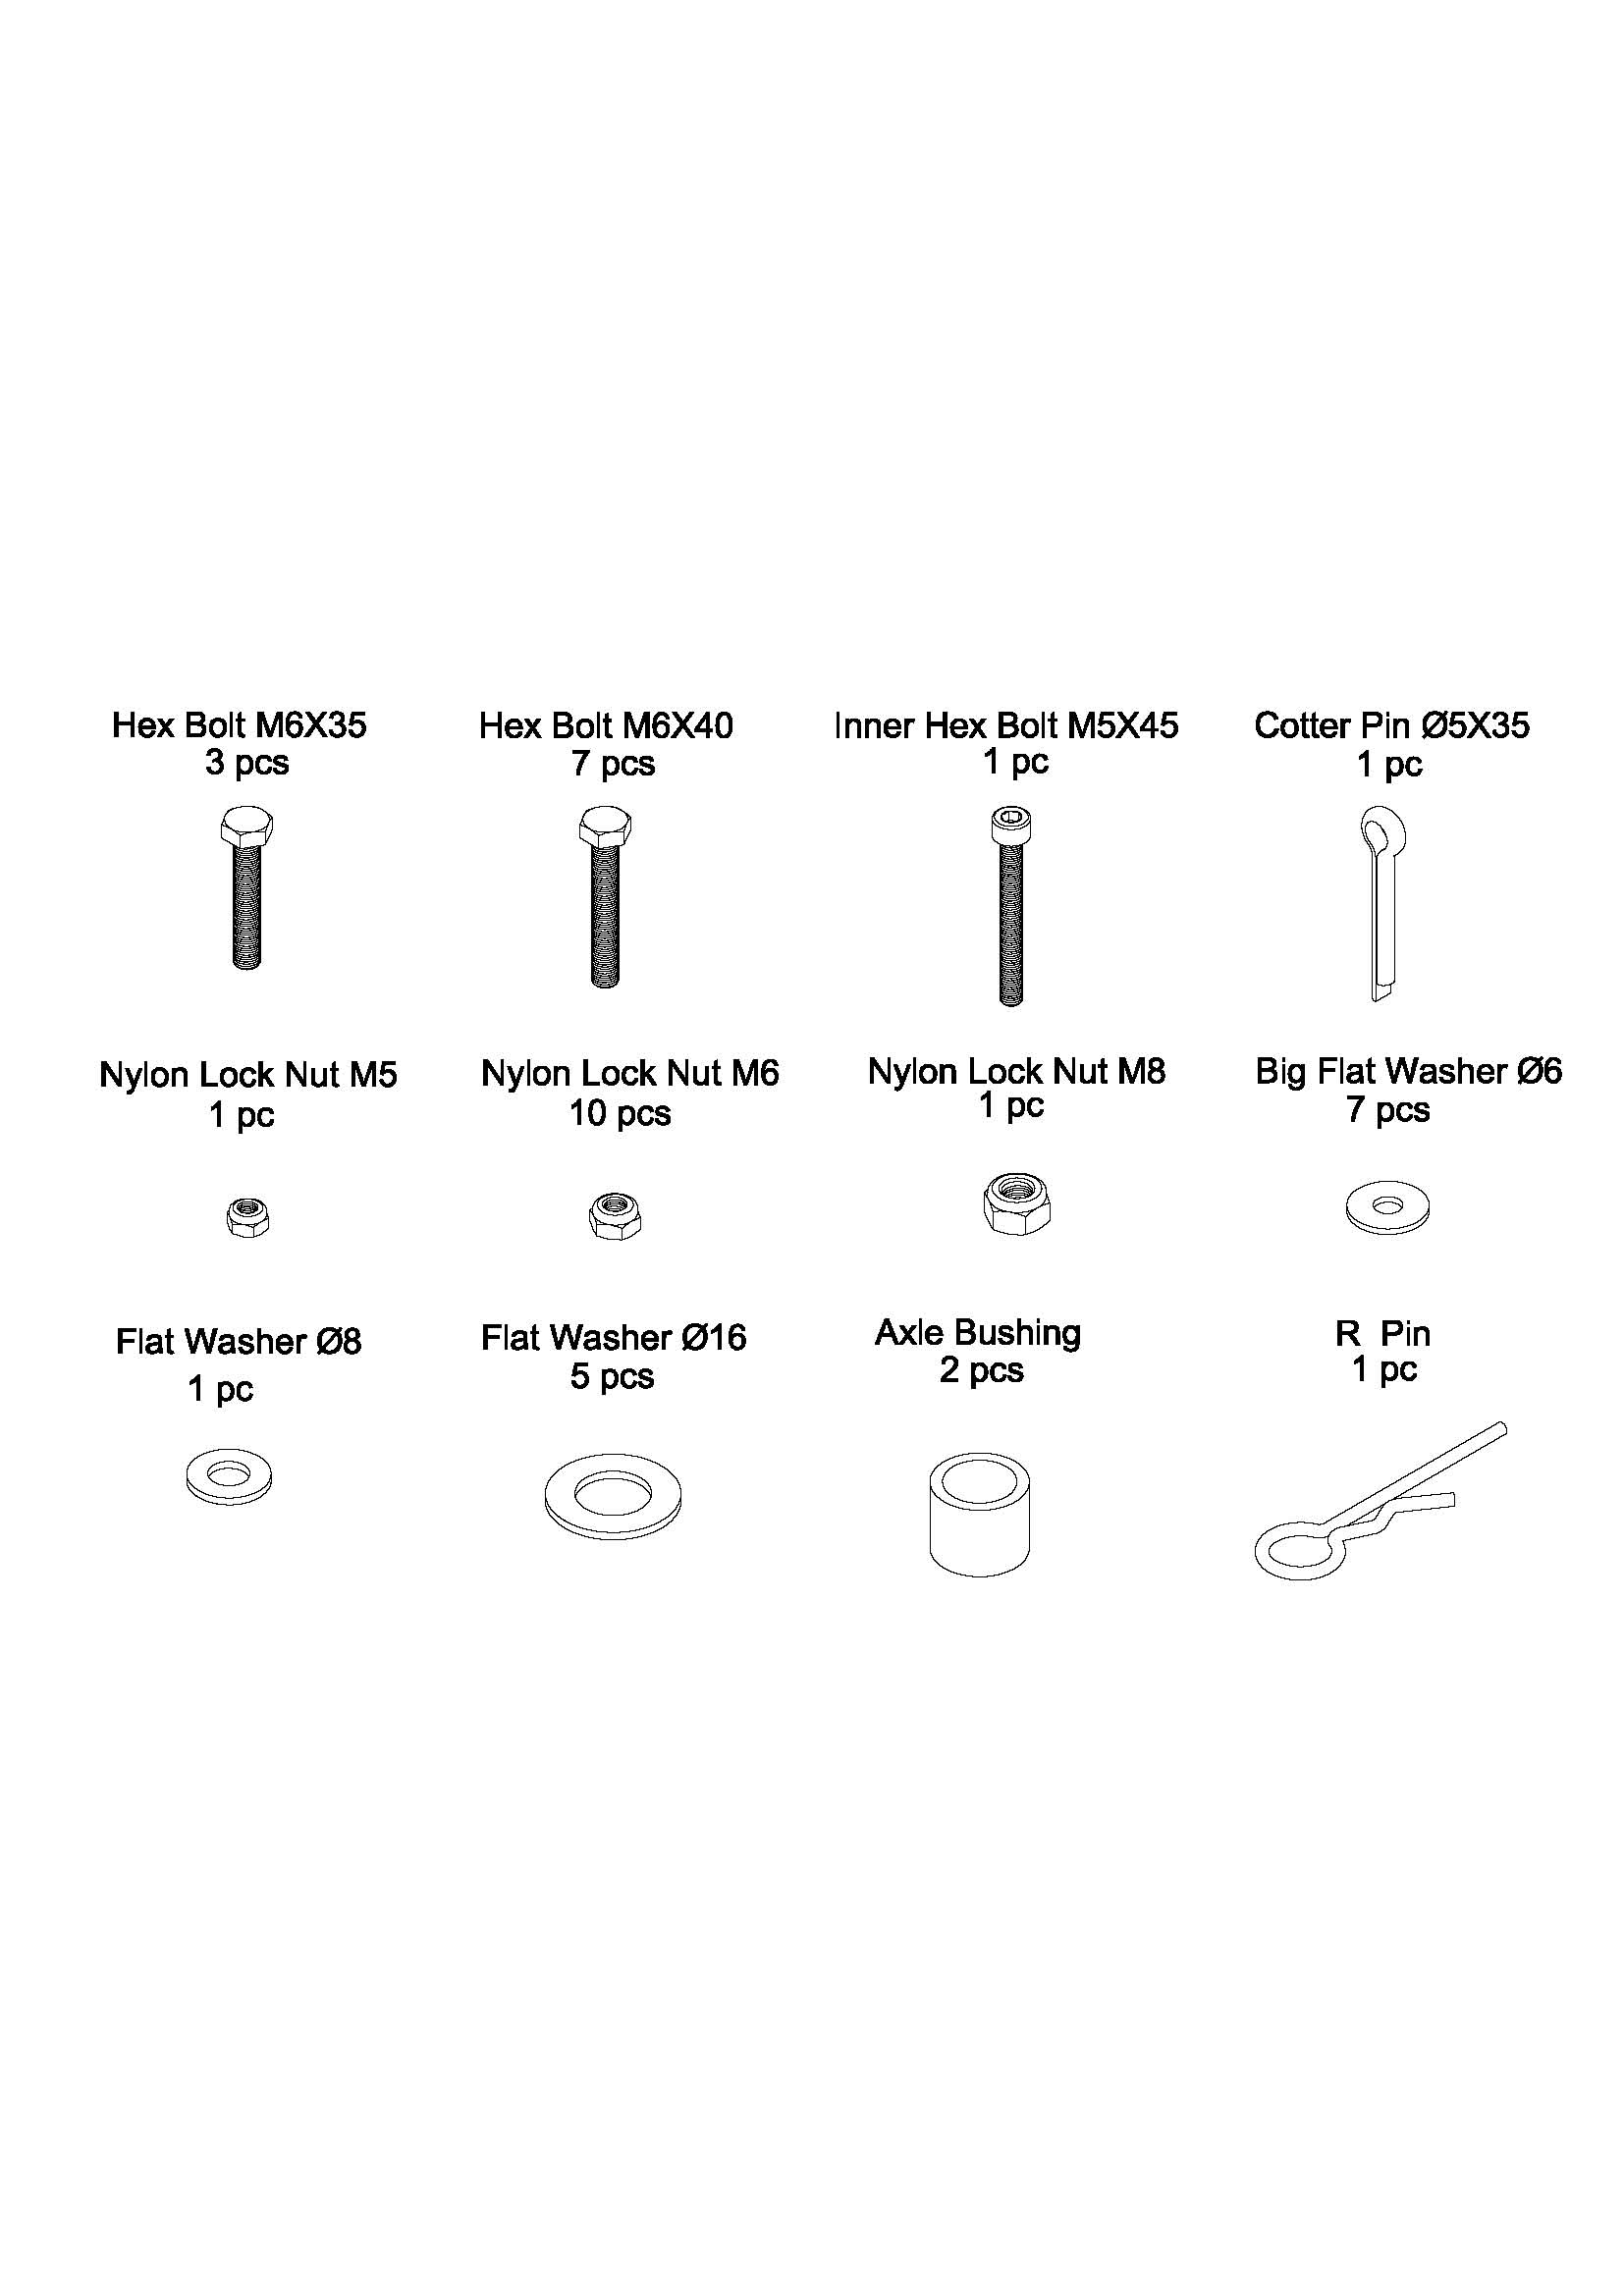 Hex Bolt M6X35
3 pcs
Hex Bolt M6X40
7 pcs
Inner Hex Bolt M5X45
1 pc
Cotter Pin Ø5X35
1 pc
Nylon Lock Nut M5
1 pc
Nylon Lock Nut M6
10 pcs
Nylon Lock Nut M8
1 pc
Big Flat Washer Ø6
7 pcs
Flat Washer Ø8
1 pc
Flat Washer Ø16
5 pcs
Axle Bushing
2 pcs
R Pin
1 pc